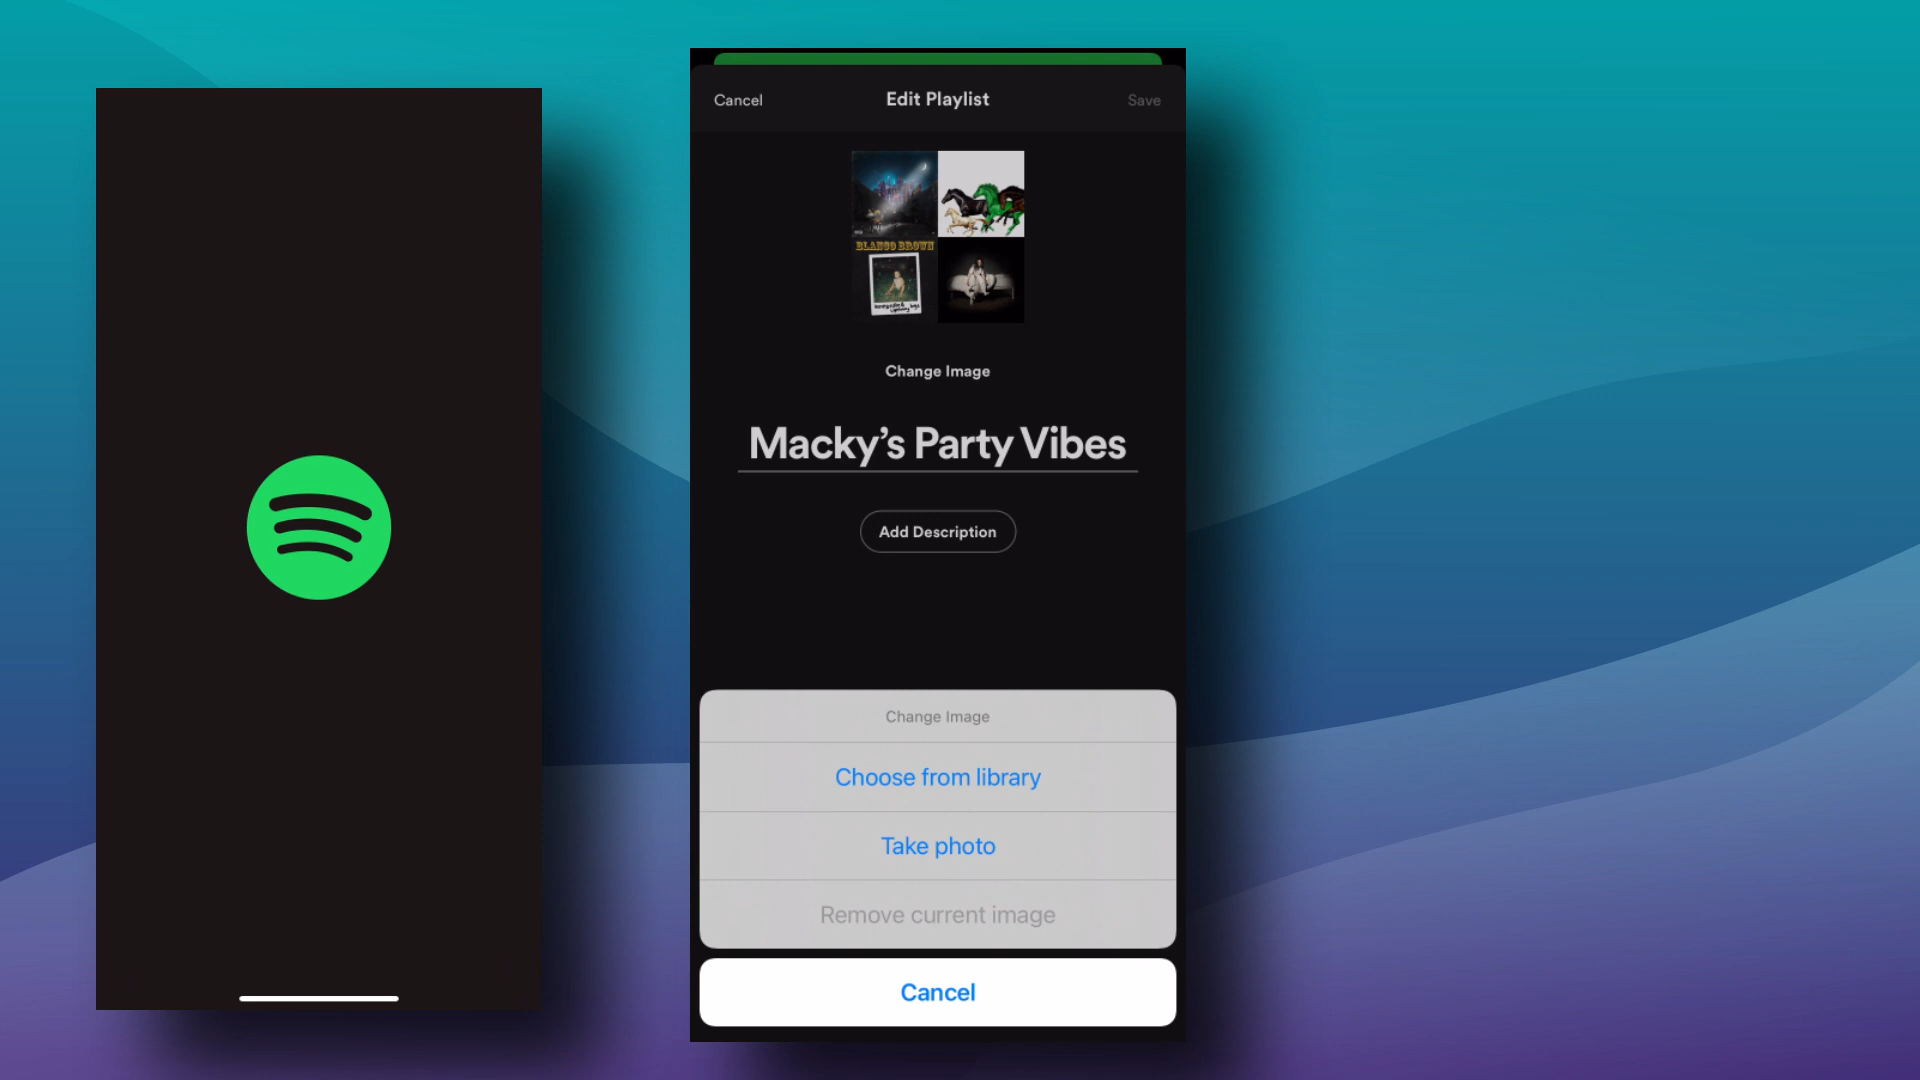 Cancel
Edit Playlist
Save
BLANCO BROWN
Change Image
Macky’s Party Vibes
Add Description
Change Image
Choose from library
Take photo
Remove current image
Cancel